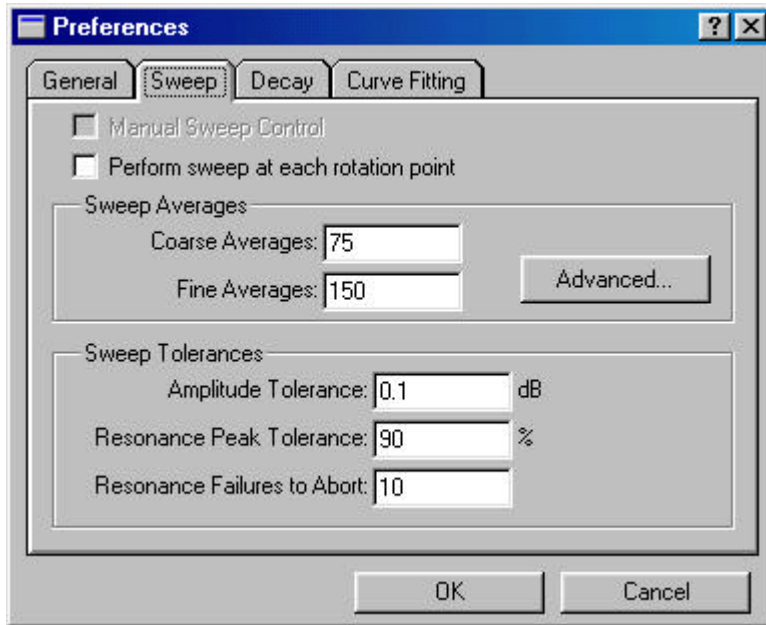 Preferences
General Sweep Decay Curve Fitting
Manual Sweep Control
Perform sweep at each rotation point
Sweep Averages
Coarse Averages: 75
Fine Averages: 150
Advanced...
Sweep Tolerances
Amplitude Tolerance: 0.1 dB
Resonance Peak Tolerance: 90 %
Resonance Failures to Abort: 10
OK Cancel